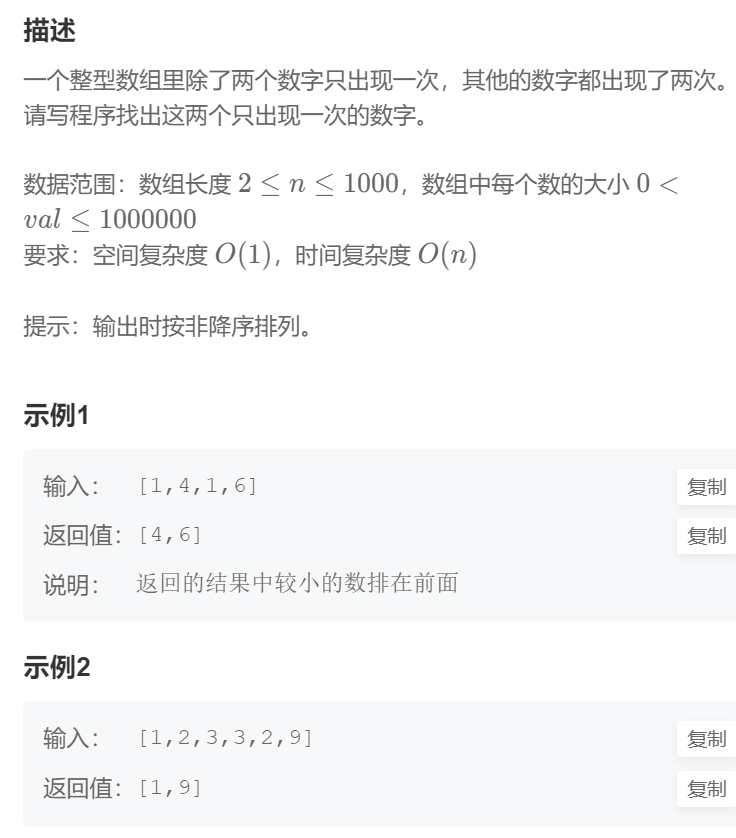 描述
一个整型数组里除了两个数字只出现一次，其他的数字都出现了两次。
请写程序找出这两个只出现一次的数字。
数据范围：数组长度 2 ≤ n ≤ 1000，数组中每个数的大小 0 <
val ≤ 1000000
要求：空间复杂度 O(1)，时间复杂度 O(n)
提示：输出时按非降序排列。
示例1
输入： [1,4,1,6] 复制
返回值： [4,6] 复制
说明： 返回的结果中较小的数排在前面
示例2
输入： [1,2,3,3,2,9] 复制
返回值： [1,9] 复制